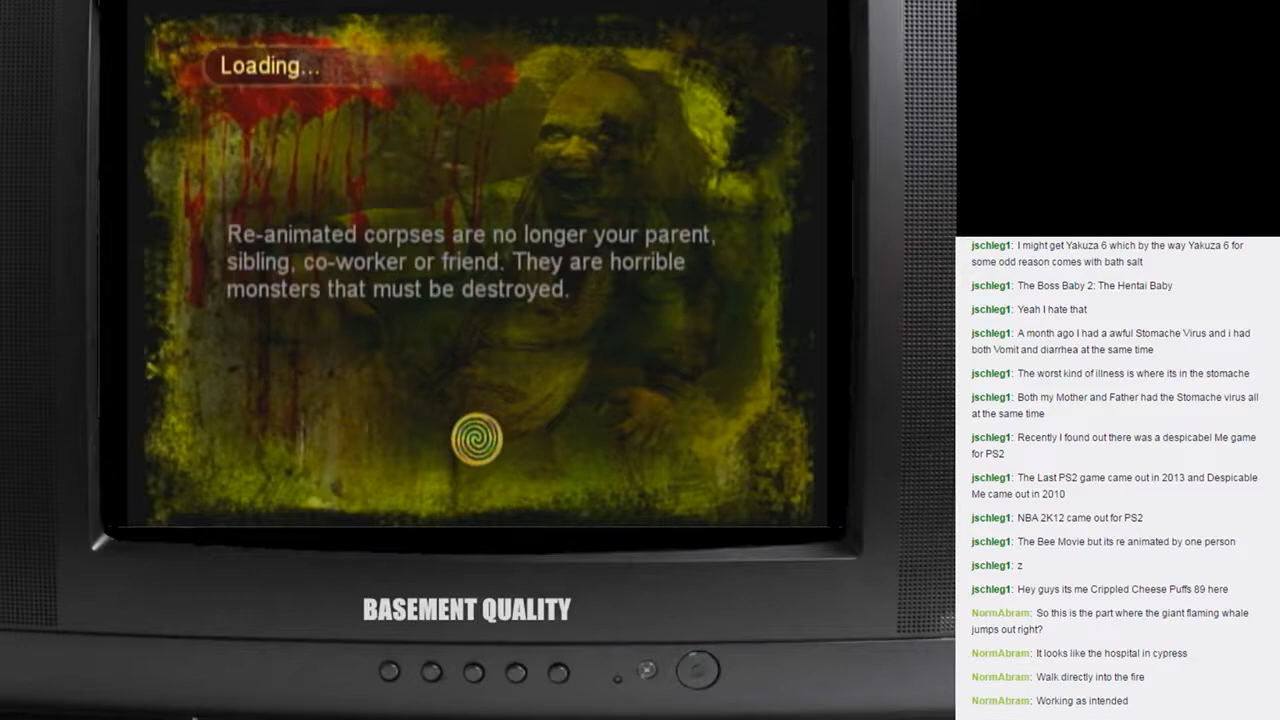 Loading...
Re-animated corpses are no longer your parent,
sibling, co-worker or friend. They are horrible
monsters that must be destroyed.
BASEMENT QUALITY
jschleg1: I might get Yakuza 6 which by the way Yakuza 6 for
some odd reason comes with bath salt
jschleg1: The Boss Baby 2: The Hentai Baby
jschleg1: Yeah I hate that
jschleg1: A month ago I had a awful Stomache Virus and i had
both Vomit and diarrhea at the same time
jschleg1: The worst kind of illness is where its in the stomache
jschleg1: Both my Mother and Father had the Stomache virus all
at the same time
jschleg1: Recently I found out there was a despicabel Me game
for PS2
jschleg1: The Last PS2 game came out in 2013 and Despicable
Me came out in 2010
jschleg1: NBA 2K12 came out for PS2
jschleg1: The Bee Movie but its re animated by one person
jschleg1: z
jschleg1: Hey guys its me Crippled Cheese Puffs 89 here
NormAbram: So this is the part where the giant flaming whale
jumps out right?
NormAbram: It looks like the hospital in cypress
NormAbram: Walk directly into the fire
NormAbram: Working as intended